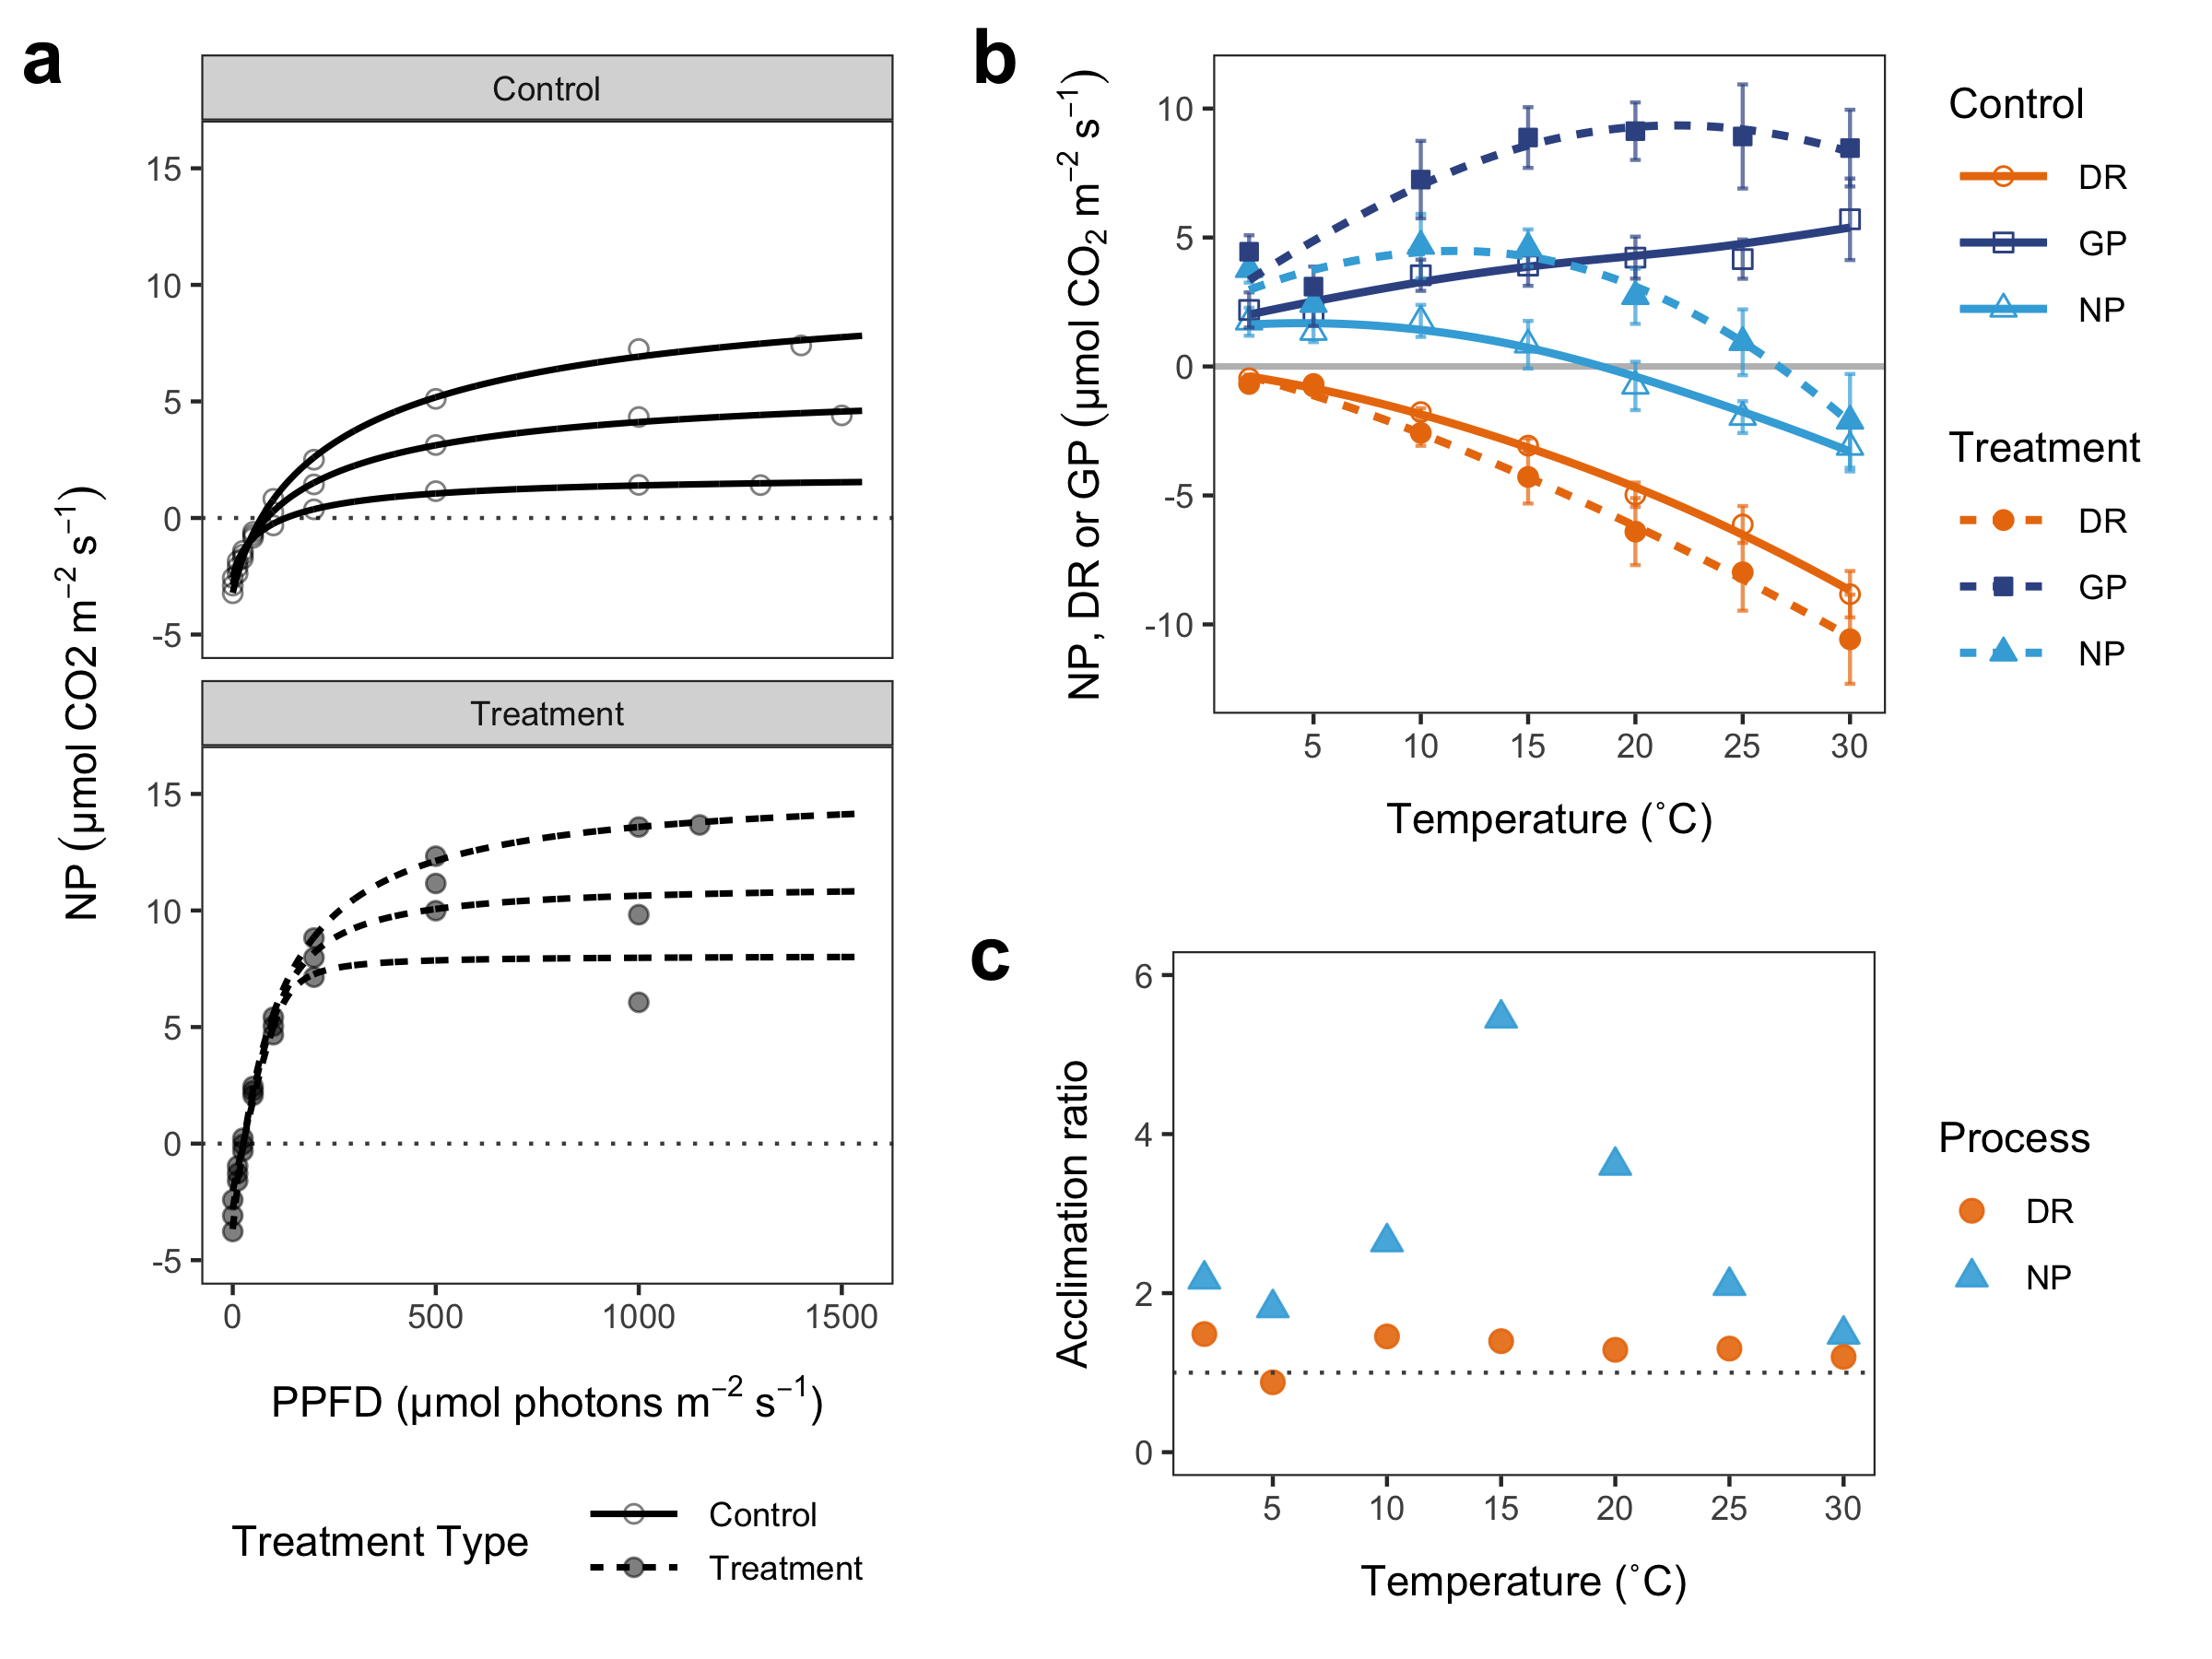 a
Control
15
10
5
0
-5
Treatment
15
10
5
0
-5
0 500 1000 1500
NP (µmol CO2 m−2 s−1)
PPFD (µmol photons m−2 s−1)
Treatment Type
Control
Treatment
b
10
5
0
-5
-10
5 10 15 20 25 30
NP, DR or GP (µmol CO2 m−2 s−1)
Temperature (˚C)
Control
DR
GP
NP
Treatment
DR
GP
NP
c
6
4
2
0
5 10 15 20 25 30
Acclimation ratio
Temperature (˚C)
Process
DR
NP